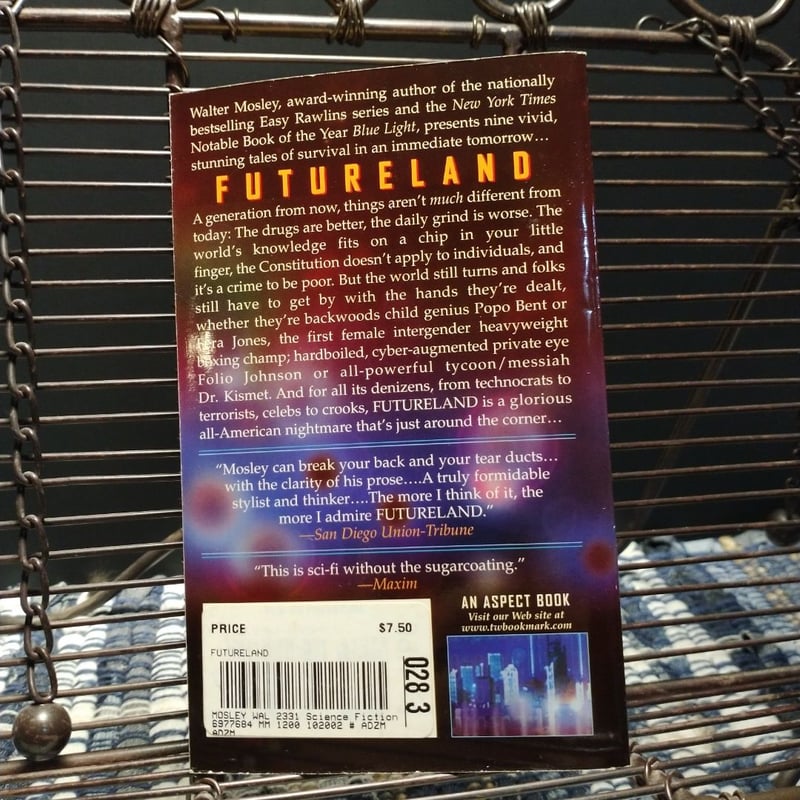 Walter Mosley, award-winning author of the nationally
bestselling Easy Rawlins series and the New York Times
Notable Book of the Year Blue Light, presents nine vivid,
stunning tales of survival in an immediate tomorrow...
FUTURELAND
A generation from now, things aren't much different from
today: The drugs are better, the daily grind is worse. The
world's knowledge fits on a chip in your little
finger, the Constitution doesn't apply to individuals, and
it's a crime to be poor. But the world still turns and folks
still have to get by with the hands they're dealt,
whether they're backwoods child genius Popo Bent or
Jones, the first female intergender heavyweight
boxing champ; hardboiled, cyber-augmented private eye
Folio Johnson or all-powerful tycoon/messiah
Dr. Kismet. And for all its denizens, from technocrats to
terrorists, celebs to crooks, FUTURELAND is a glorious
all-American nightmare that's just around the corner...
"Mosley can break your back and your tear ducts...
with the clarity of his prose....A truly formidable
stylist and thinker....The more I think of it, the
more I admire FUTURELAND."
—San Diego Union-Tribune
"This is sci-fi without the sugarcoating."
—Maxim
AN ASPECT BOOK
Visit our Web site at
www.twbookmark.com
PRICE $7.50
FUTURELAND
028 3
MOSLEY WAL 2331 Science Fiction
6977684 MM 1200 102002 # ADZM
ADZM